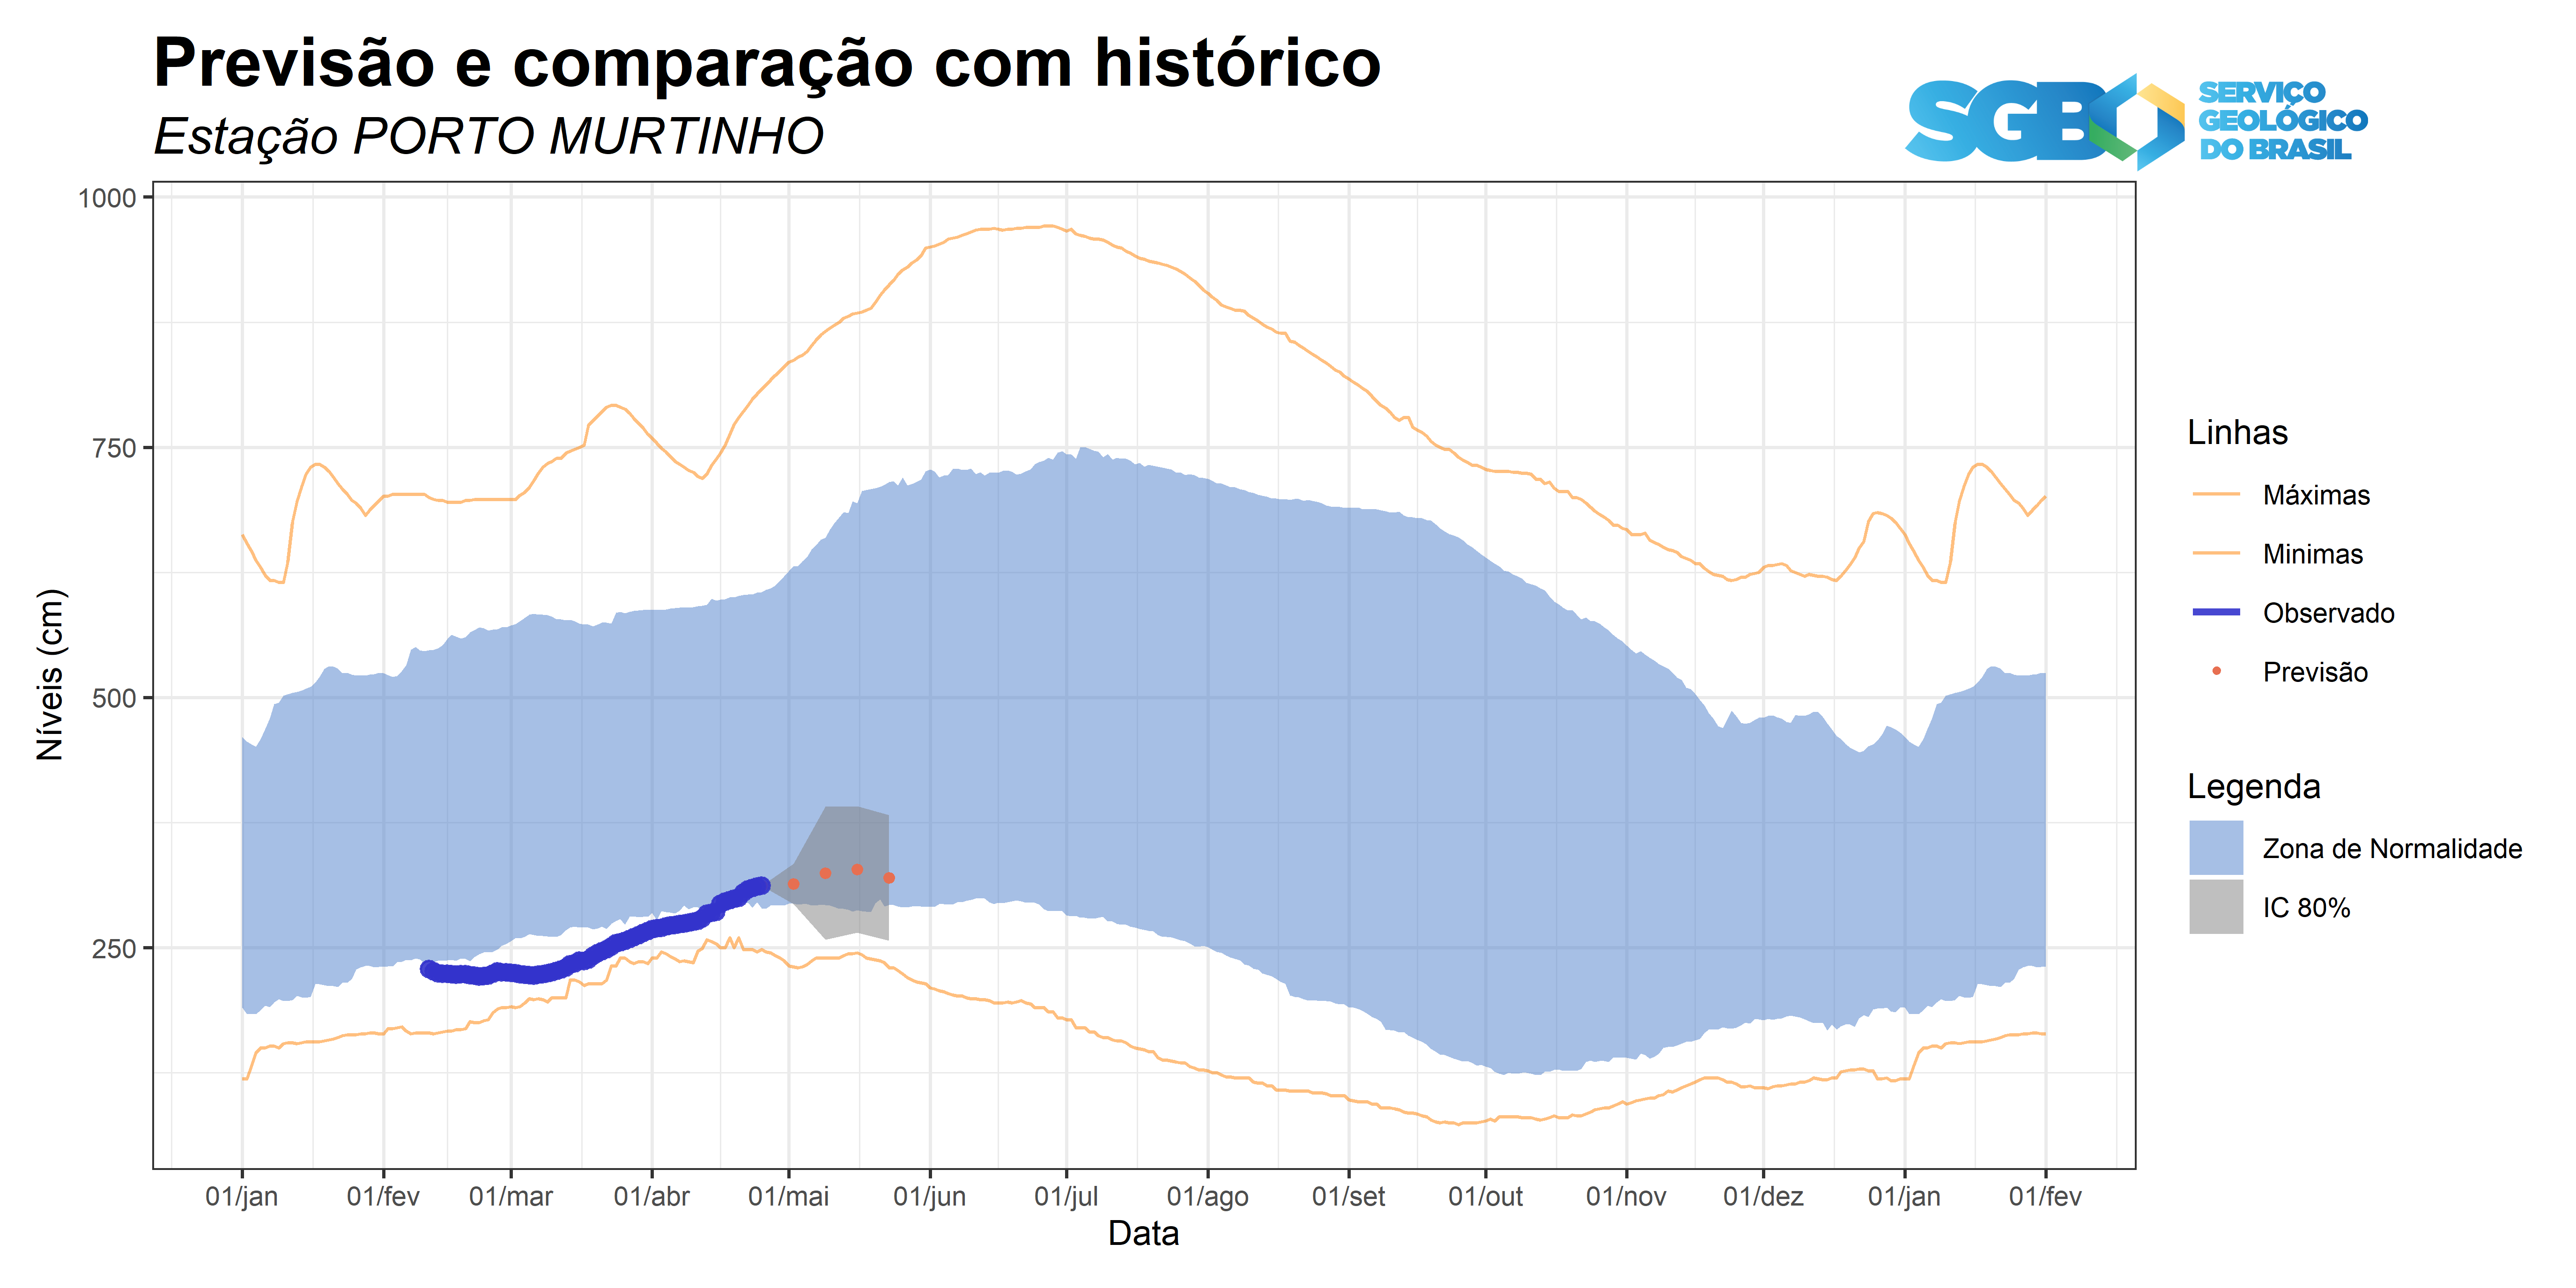 Previsão e comparação com histórico
Estação PORTO MURTINHO
SGB
SERVIÇO
GEOLÓGICO
DO BRASIL
Níveis (cm)
1000
750
500
250
01/jan
01/fev
01/mar
01/abr
01/mai
01/jun
01/jul
01/ago
01/set
01/out
01/nov
01/dez
01/jan
01/fev
Data
Linhas
Máximas
Minimas
Observado
Previsão
Legenda
Zona de Normalidade
IC 80%